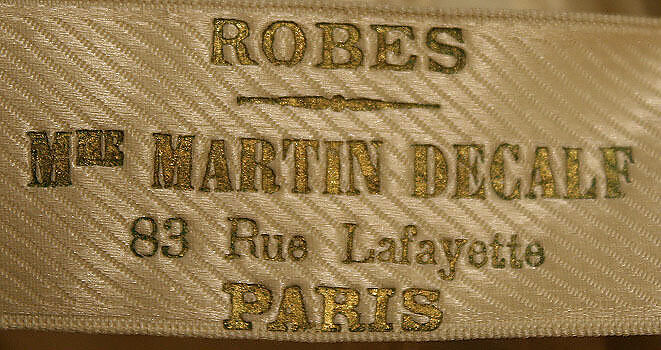 ROBES
Mme MARTIN DECALF
83 Rue Lafayette
PARIS